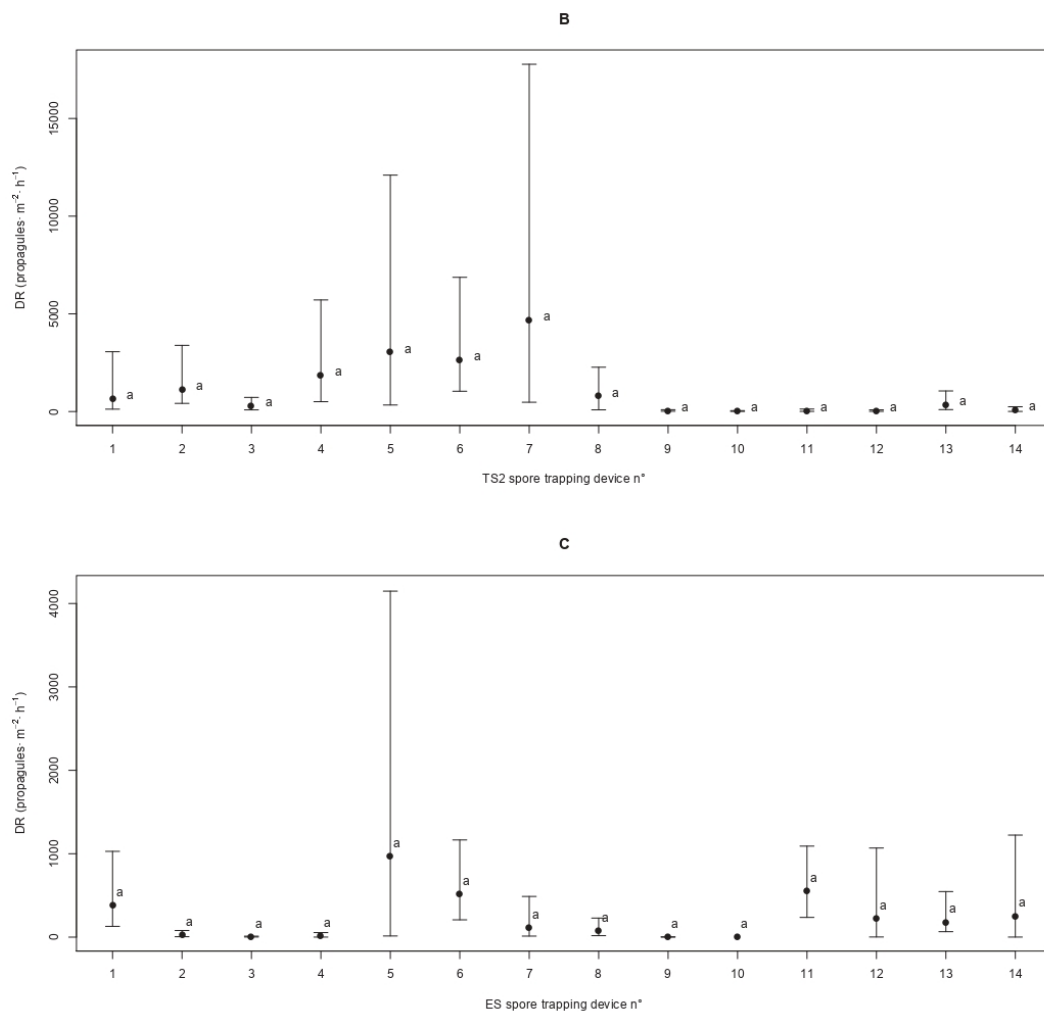 B
15000
10000
5000
0
DR (propagules· m⁻²· h⁻¹)
a a a a a a a a a a a a a a
1 2 3 4 5 6 7 8 9 10 11 12 13 14
TS2 spore trapping device n°
C
4000
3000
2000
1000
0
DR (propagules· m⁻²· h⁻¹)
a a a a a a a a a a a a a a
1 2 3 4 5 6 7 8 9 10 11 12 13 14
ES spore trapping device n°